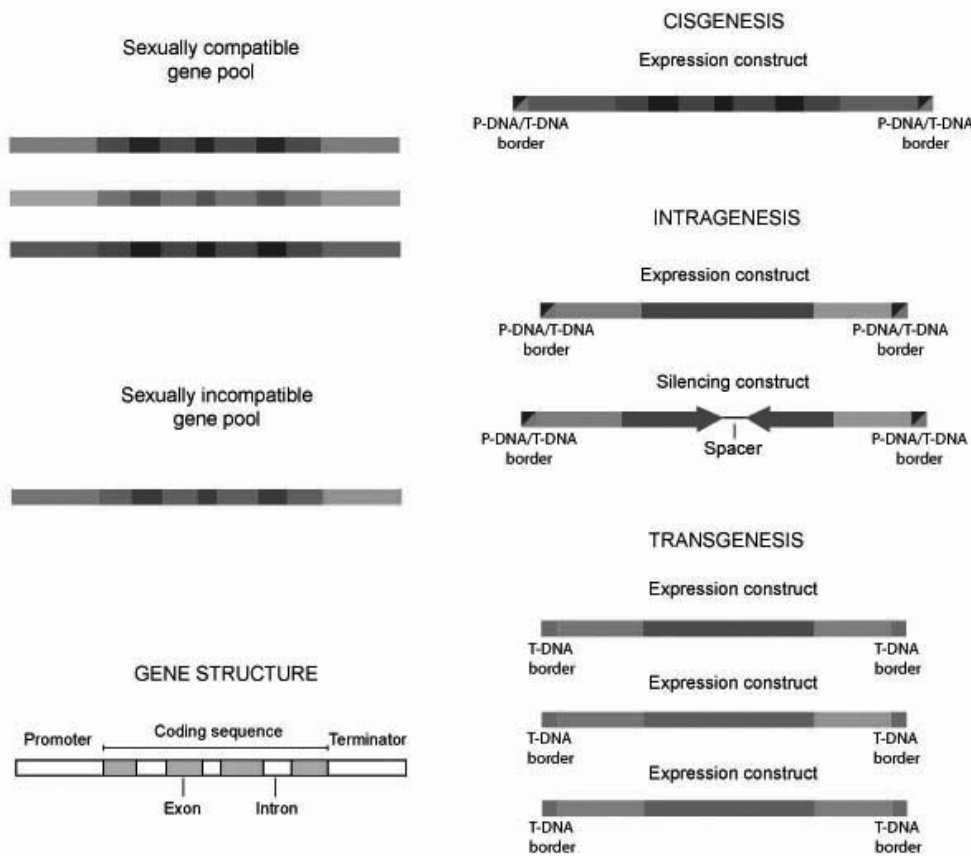 Sexually compatible
gene pool
Sexually incompatible
gene pool
GENE STRUCTURE
Promoter
Coding sequence
Terminator
Exon
Intron
CISGENESIS
Expression construct
P-DNA/T-DNA
border
P-DNA/T-DNA
border
INTRAGENESIS
Expression construct
P-DNA/T-DNA
border
P-DNA/T-DNA
border
Silencing construct
P-DNA/T-DNA
border
Spacer
P-DNA/T-DNA
border
TRANSGENESIS
Expression construct
T-DNA
border
T-DNA
border
Expression construct
T-DNA
border
T-DNA
border
Expression construct
T-DNA
border
T-DNA
border